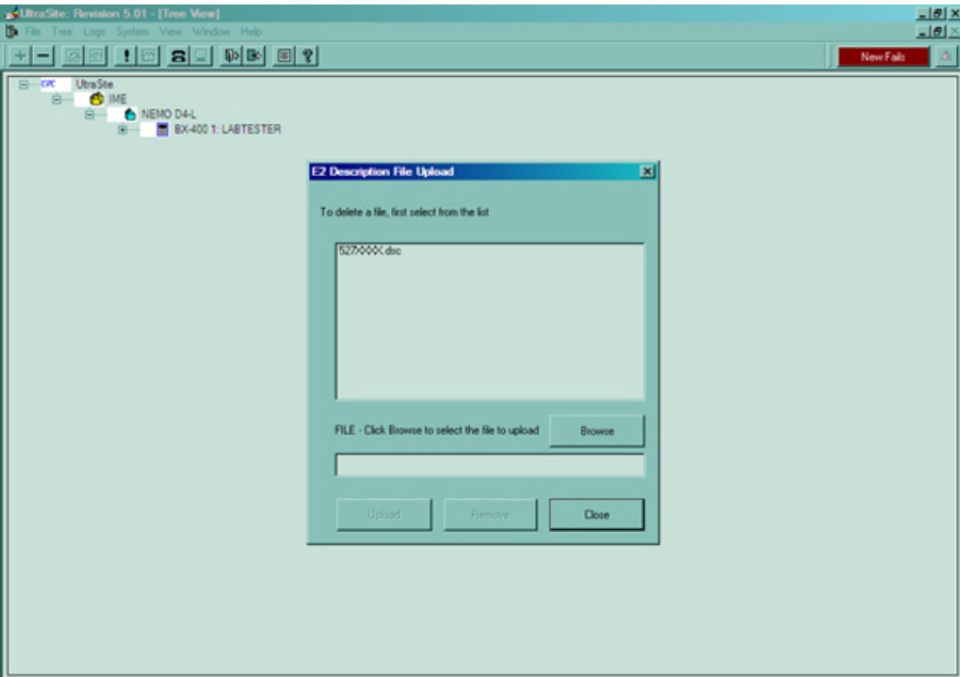 UltraSite: Revision 5.01 - [Tree View]
File Tree Logs System View Window Help
New Fails
CPC UltraSite
IME
NEMO D4-L
BX-400 1: LABTESTER
E2 Description File Upload
To delete a file, first select from the list
527XXXX.dsc
FILE - Click Browse to select the file to upload Browse
Upload Remove Close